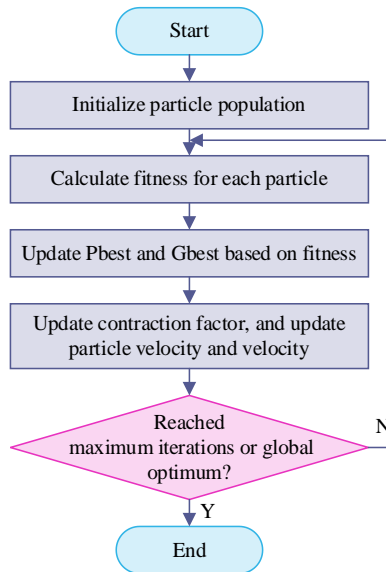 Start
Initialize particle population
Calculate fitness for each particle
Update Pbest and Gbest based on fitness
Update contraction factor, and update
particle velocity and velocity
Reached
maximum iterations or global
optimum?
N
Y
End